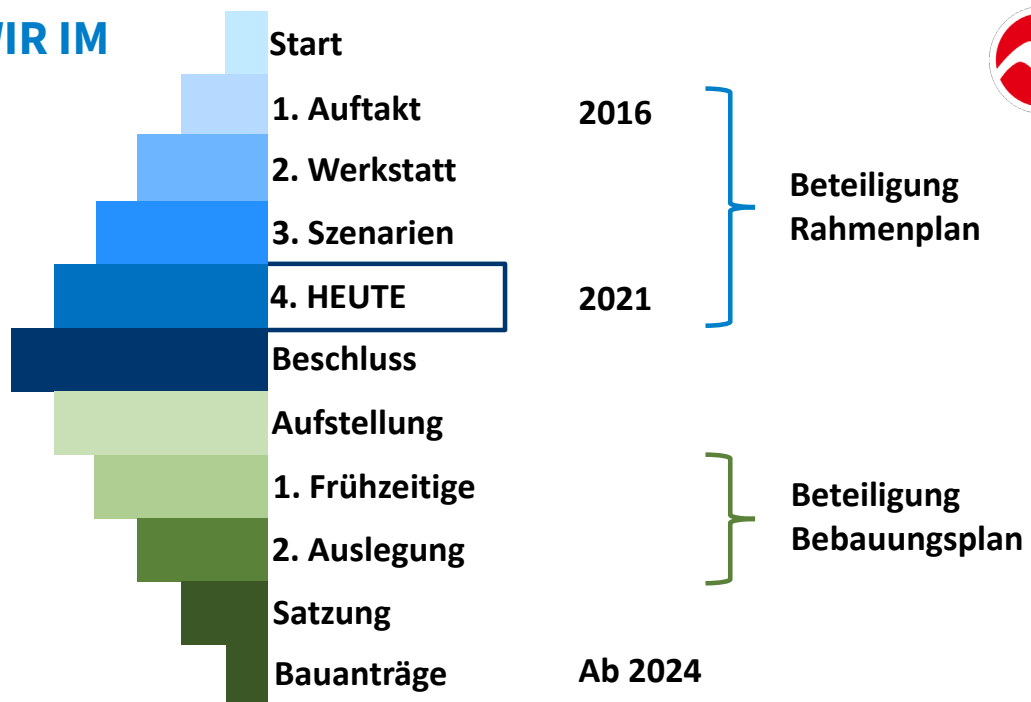 WIR IM
Start
1. Auftakt
2016
2. Werkstatt
Beteiligung
Rahmenplan
3. Szenarien
4. HEUTE
2021
Beschluss
Aufstellung
1. Frühzeitige
Beteiligung
Bebauungsplan
2. Auslegung
Satzung
Bauanträge
Ab 2024